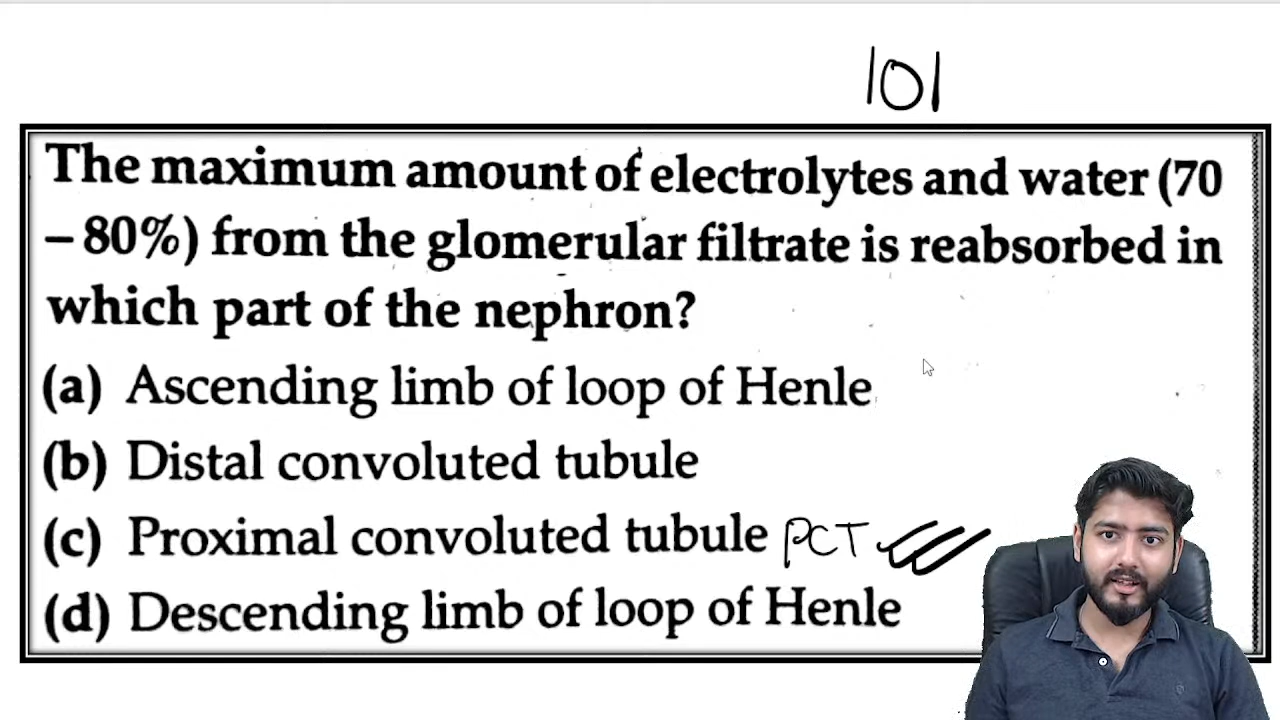 101
The maximum amount of electrolytes and water (70
– 80%) from the glomerular filtrate is reabsorbed in
which part of the nephron?
(a) Ascending limb of loop of Henle
(b) Distal convoluted tubule
(c) Proximal convoluted tubule PCT
(d) Descending limb of loop of Henle